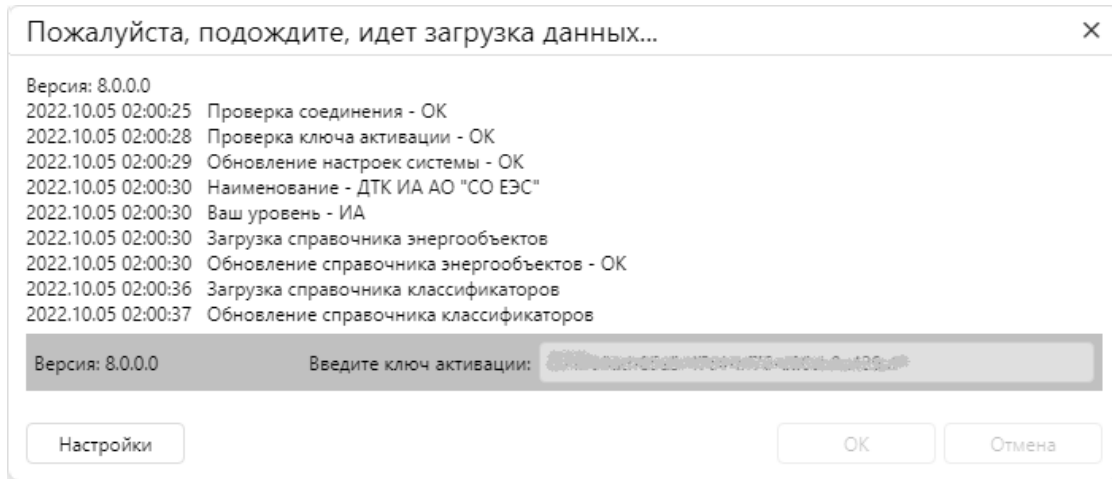 Пожалуйста, подождите, идет загрузка данных...
Версия: 8.0.0.0
2022.10.05 02:00:25 Проверка соединения - ОК
2022.10.05 02:00:28 Проверка ключа активации - ОК
2022.10.05 02:00:29 Обновление настроек системы - ОК
2022.10.05 02:00:30 Наименование - ДТК ИА АО "СО ЕЭС"
2022.10.05 02:00:30 Ваш уровень - ИА
2022.10.05 02:00:30 Загрузка справочника энергообъектов
2022.10.05 02:00:30 Обновление справочника энергообъектов - ОК
2022.10.05 02:00:36 Загрузка справочника классификаторов
2022.10.05 02:00:37 Обновление справочника классификаторов
Версия: 8.0.0.0 Введите ключ активации:
Настройки ОК Отмена